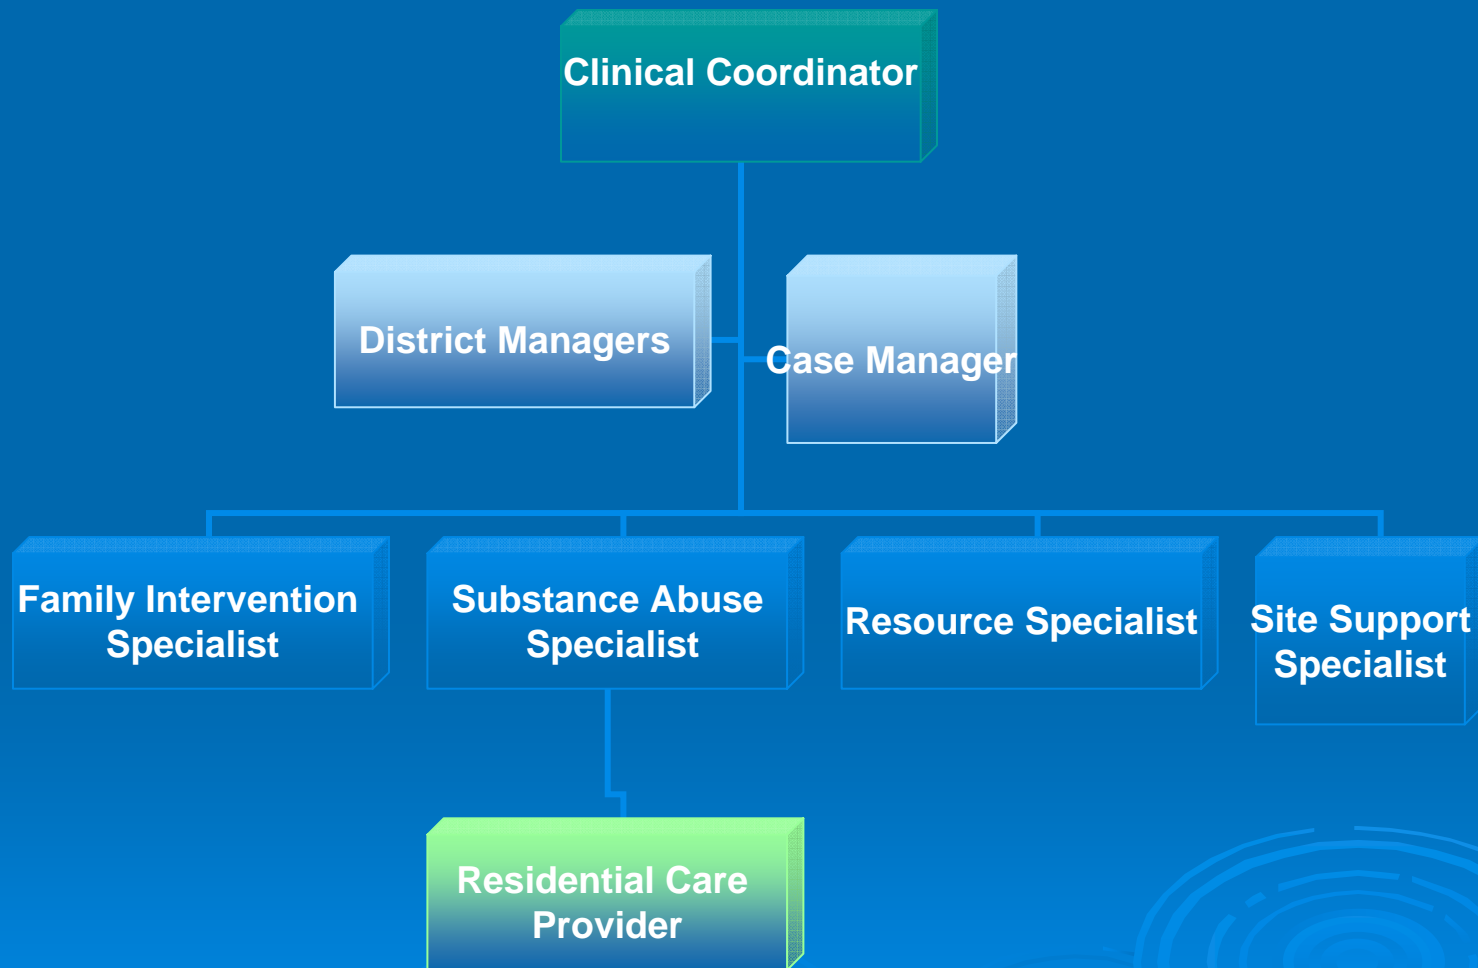 Clinical Coordinator
District Managers
Case Manager
Family Intervention
Specialist
Substance Abuse
Specialist
Resource Specialist
Site Support
Specialist
Residential Care
Provider